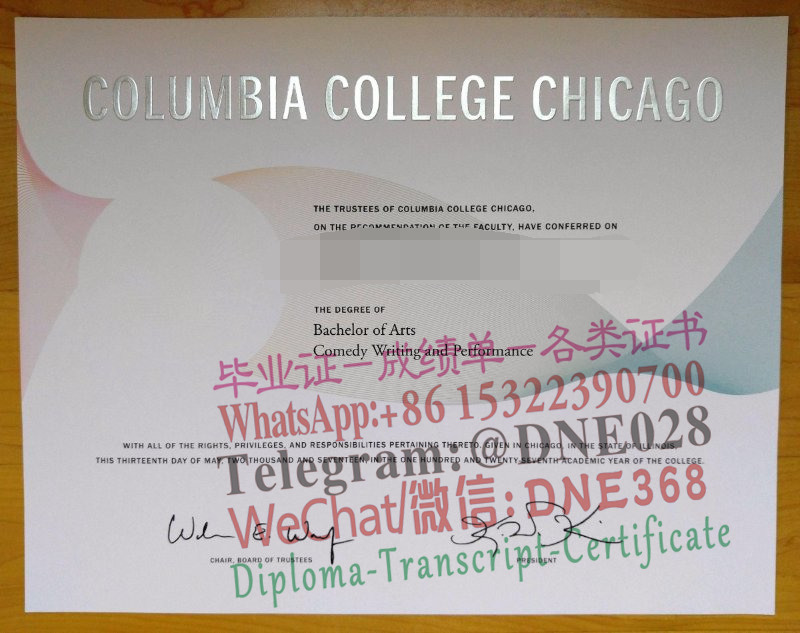 COLUMBIA COLLEGE CHICAGO
THE TRUSTEES OF COLUMBIA COLLEGE CHICAGO,
ON THE RECOMMENDATION OF THE FACULTY, HAVE CONFERRED ON
THE DEGREE OF
Bachelor of Arts
Comedy Writing and Performance
毕业证—成绩单—各类证书
WhatsApp:+86 15322390700
WITH ALL OF THE RIGHTS, PRIVILEGES, AND RESPONSIBILITIES PERTAINING THERETO. GIVEN IN CHICAGO, IN THE STATE OF ILLINOIS,
Telegram: @DNE028
THIS THIRTEENTH DAY OF MAY, TWO THOUSAND AND SEVENTEEN, IN THE ONE HUNDRED AND TWENTY-SEVENTH ACADEMIC YEAR OF THE COLLEGE.
WeChat/微信: DNE368
CHAIR, BOARD OF TRUSTEES
PRESIDENT
Diploma-Transcript-Certificate